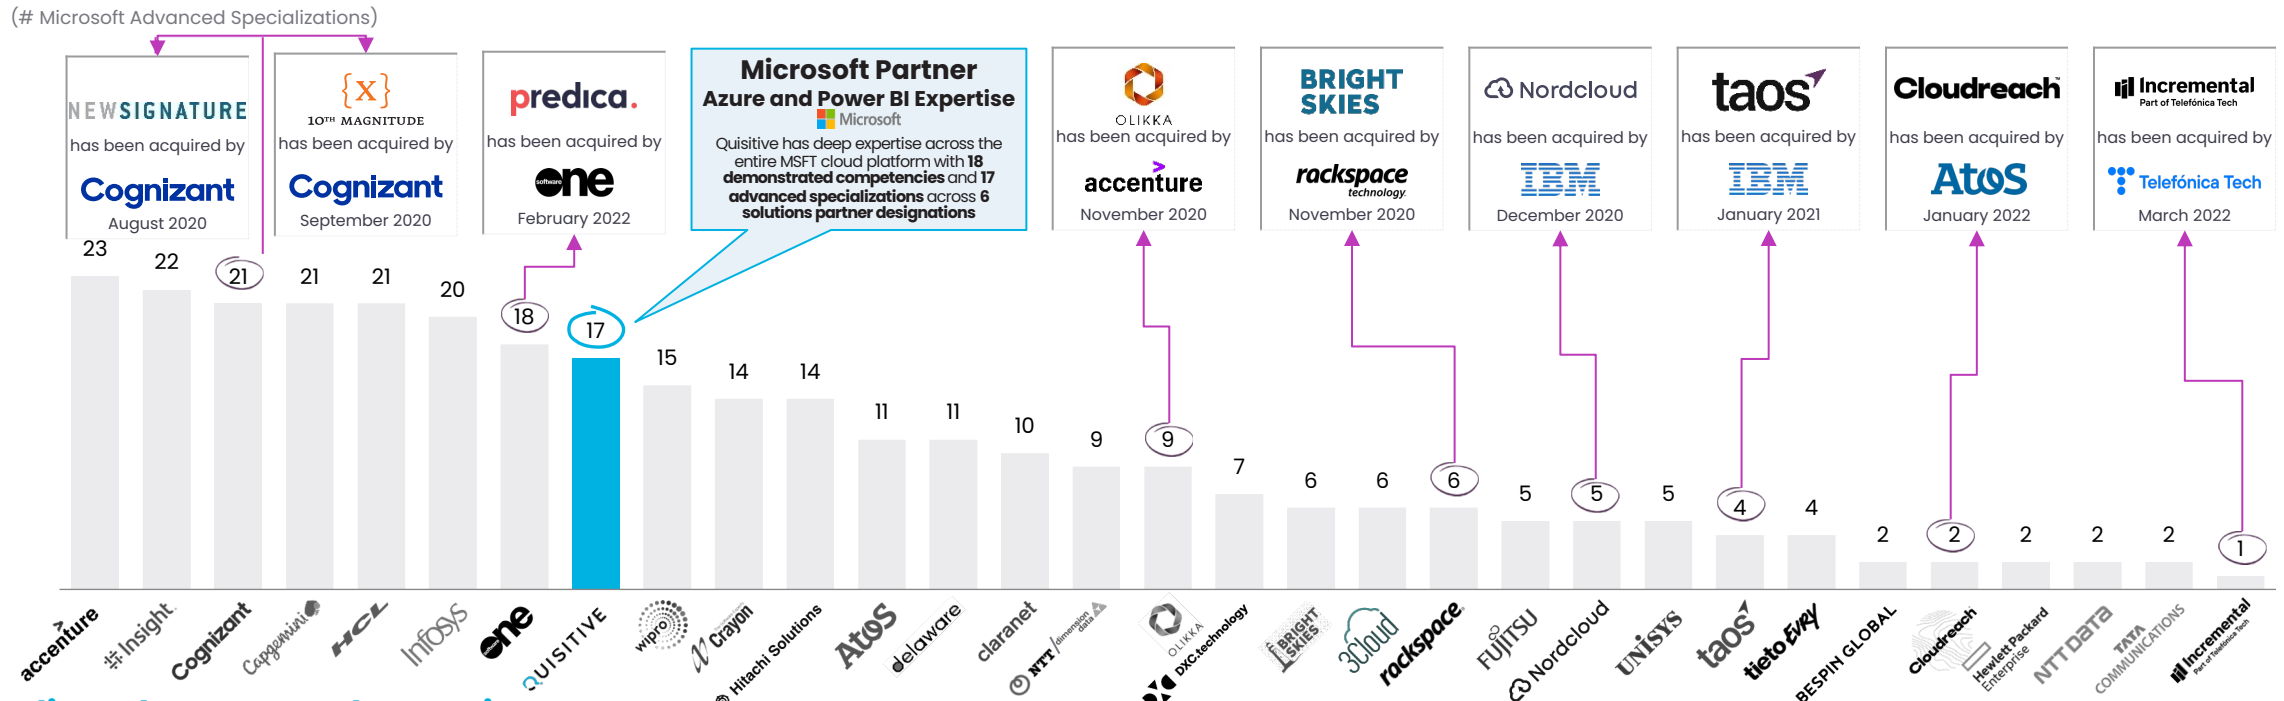 (# Microsoft Advanced Specializations)
NEWSIGNATURE
has been acquired by
Cognizant
August 2020
{x}
10TH MAGNITUDE
has been acquired by
Cognizant
September 2020
predica.
has been acquired by
software one
February 2022
Microsoft Partner
Azure and Power BI Expertise
Microsoft
Quisitive has deep expertise across the
entire MSFT cloud platform with 18
demonstrated competencies and 17
advanced specializations across 6
solutions partner designations
OLIKKA
has been acquired by
accenture
November 2020
BRIGHT
SKIES
has been acquired by
rackspace
technology.
November 2020
Nordcloud
has been acquired by
IBM
December 2020
taos
has been acquired by
IBM
January 2021
Cloudreach
has been acquired by
Atos
January 2022
Incremental
Part of Telefónica Tech
has been acquired by
Telefónica Tech
March 2022
23
22
21
21
21
20
18
17
15
14
14
11
11
10
9
9
7
6
6
6
5
5
5
4
4
2
2
2
2
2
1
accenture
Insight
Cognizant
Capgemini
HCL
Infosys
software one
QUISITIVE
wipro
Crayon
Hitachi Solutions
Atos
delaware
claranet
NTT / dimension data
OLIKKA
DXC.technology
BRIGHT
SKIES
3Cloud
rackspace
FUJITSU
Nordcloud
UNISYS
taos
tietoEVRY
BESPIN GLOBAL
Cloudreach
Hewlett Packard
Enterprise
NTT DATA
TATA
COMMUNICATIONS
Incremental
Part of Telefónica Tech